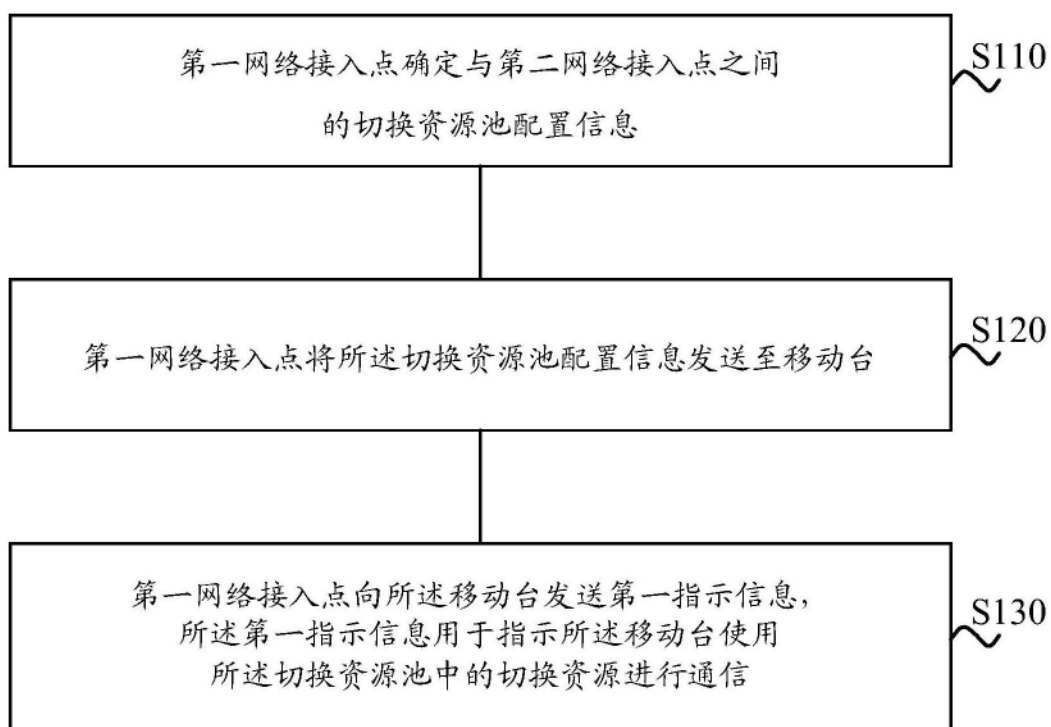 第一网络接入点确定与第二网络接入点之间
的切换资源池配置信息
S110
第一网络接入点将所述切换资源池配置信息发送至移动台
S120
第一网络接入点向所述移动台发送第一指示信息,
所述第一指示信息用于指示所述移动台使用
所述切换资源池中的切换资源进行通信
S130